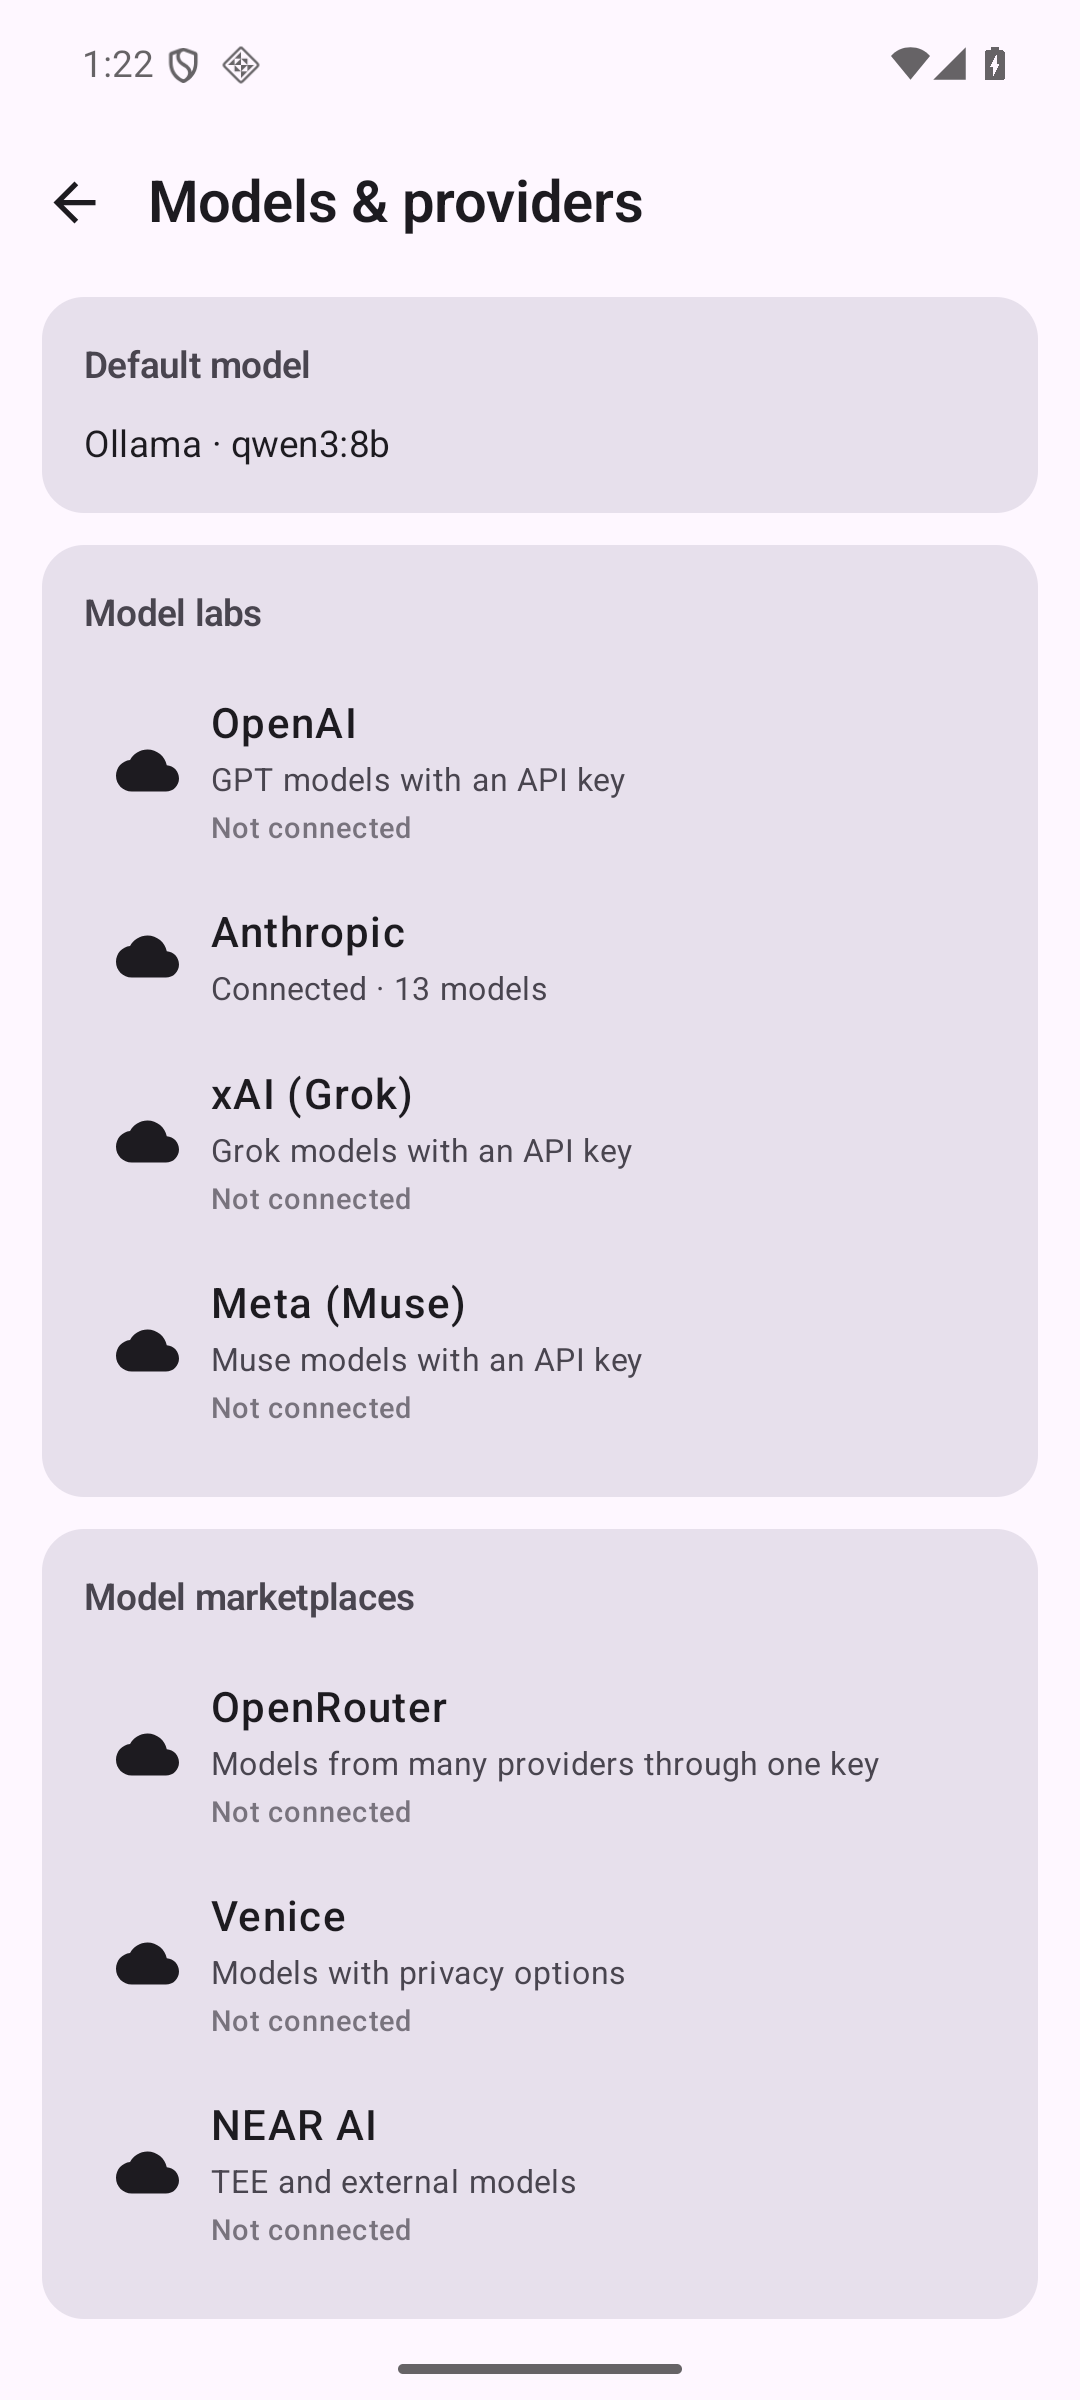 1:22
Models & providers
Default model
Ollama · qwen3:8b
Model labs
OpenAI
GPT models with an API key
Not connected
Anthropic
Connected · 13 models
xAI (Grok)
Grok models with an API key
Not connected
Meta (Muse)
Muse models with an API key
Not connected
Model marketplaces
OpenRouter
Models from many providers through one key
Not connected
Venice
Models with privacy options
Not connected
NEAR AI
TEE and external models
Not connected